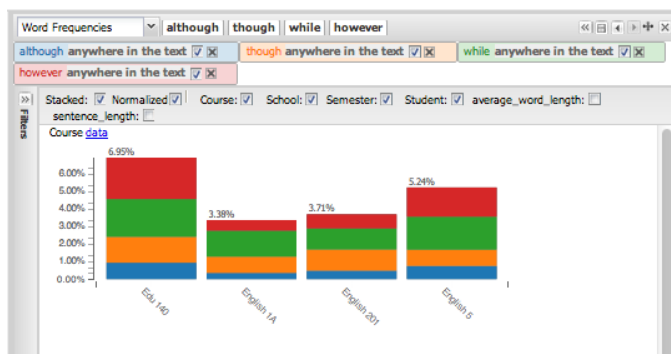 Word Frequencies although though while however
although anywhere in the text though anywhere in the text while anywhere in the text
however anywhere in the text
Stacked: Normalized Course: School: Semester: Student: average_word_length:
sentence_length:
Filters
Course data
6.95%
6.00%
5.00%
4.00%
3.00%
2.00%
1.00%
0.00%
3.38%
3.71%
5.24%
Edu 140
English 1A
English 201
English 5